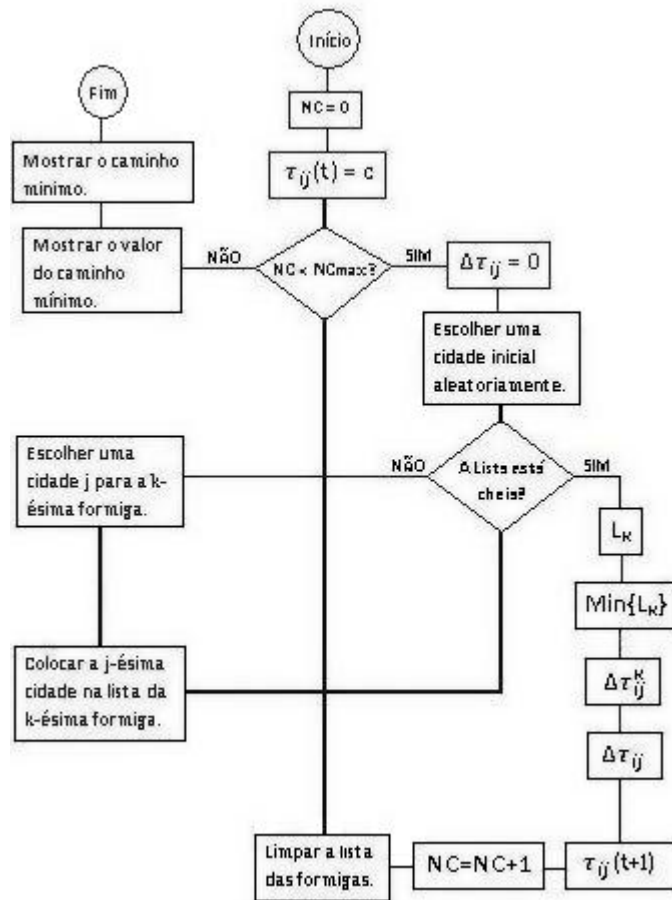 Início
NC = 0
τij(t) = c
NC < NCmax?
NÃO
SIM
Fim
Mostrar o caminho
mínimo.
Mostrar o valor
do caminho
mínimo.
Δτij = 0
Escolher uma
cidade inicial
aleatoriamente.
A Lista está
cheis?
NÃO
SIM
Escolher uma
cidade j para a k-
ésima formiga.
Colocar a j-ésima
cidade na lista da
k-ésima formiga.
LK
Min{LK}
ΔτijK
Δτij
τij(t+1)
NC=NC+1
Limpar a lista
das formigas.